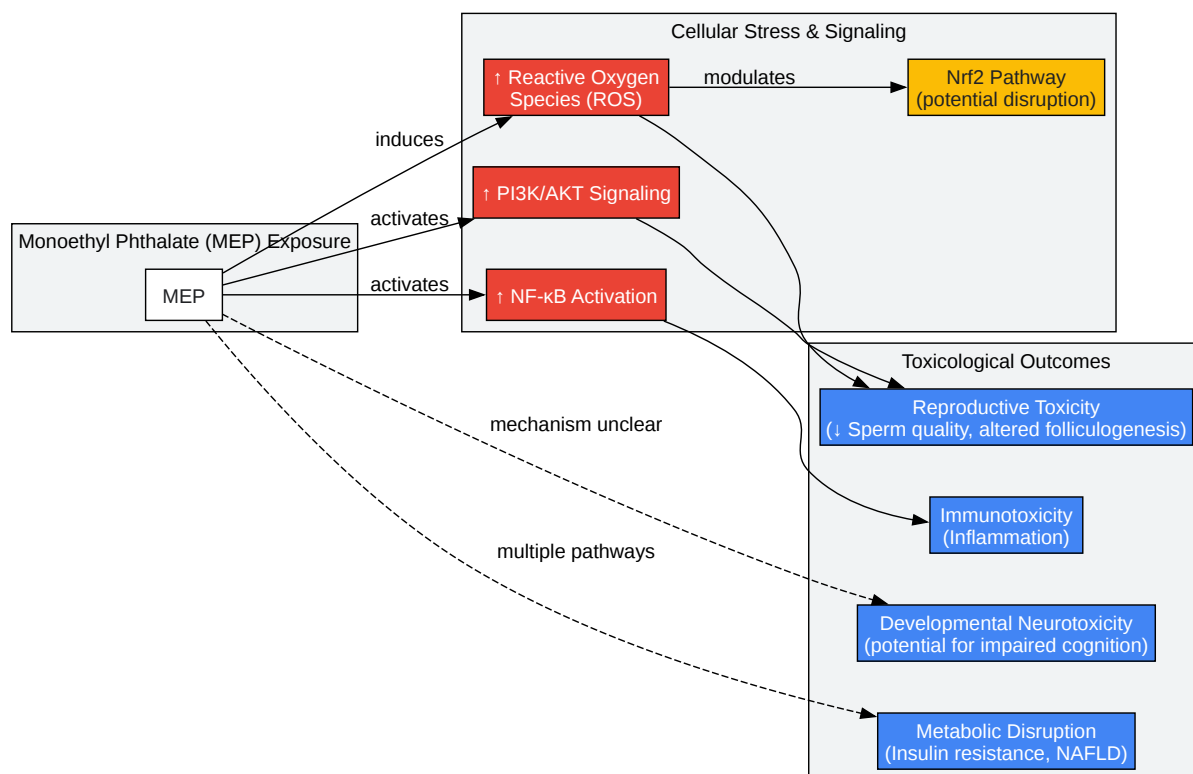 Cellular Stress & Signaling
↑ Reactive Oxygen
Species (ROS)
modulates
Nrf2 Pathway
(potential disruption)
induces
↑ PI3K/AKT Signaling
activates
Monoethyl Phthalate (MEP) Exposure
MEP
activates
↑ NF-κB Activation
Toxicological Outcomes
Reproductive Toxicity
(↓ Sperm quality, altered folliculogenesis)
mechanism unclear
Immunotoxicity
(Inflammation)
multiple pathways
Developmental Neurotoxicity
(potential for impaired cognition)
Metabolic Disruption
(Insulin resistance, NAFLD)